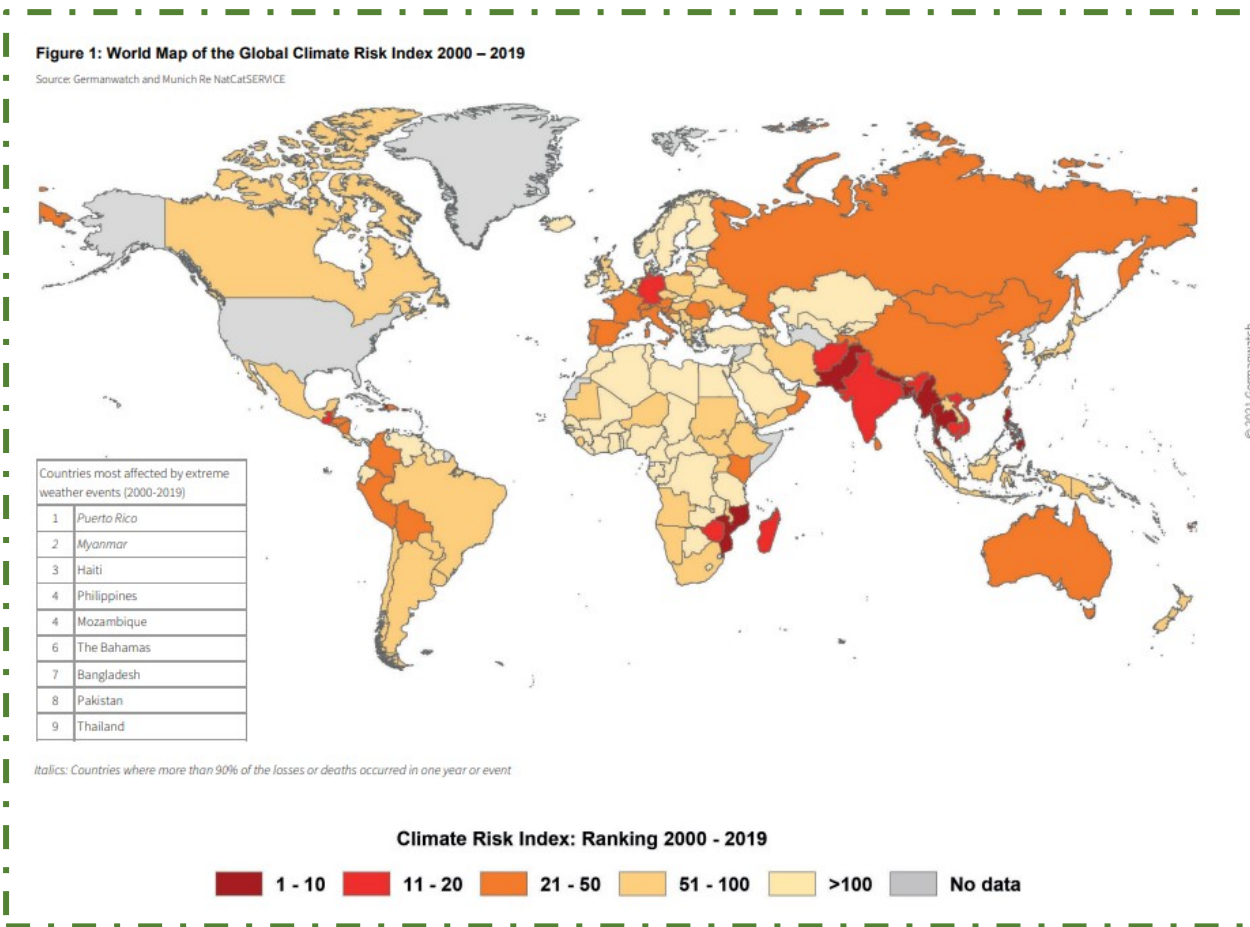 Figure 1: World Map of the Global Climate Risk Index 2000 – 2019
Source: Germanwatch and Munich Re NatCatSERVICE
© 2021 Germanwatch
Countries most affected by extreme
weather events (2000-2019)
1 Puerto Rico
2 Myanmar
3 Haiti
4 Philippines
4 Mozambique
6 The Bahamas
7 Bangladesh
8 Pakistan
9 Thailand
Italics: Countries where more than 90% of the losses or deaths occurred in one year or event
Climate Risk Index: Ranking 2000 - 2019
1 - 10 11 - 20 21 - 50 51 - 100 >100 No data